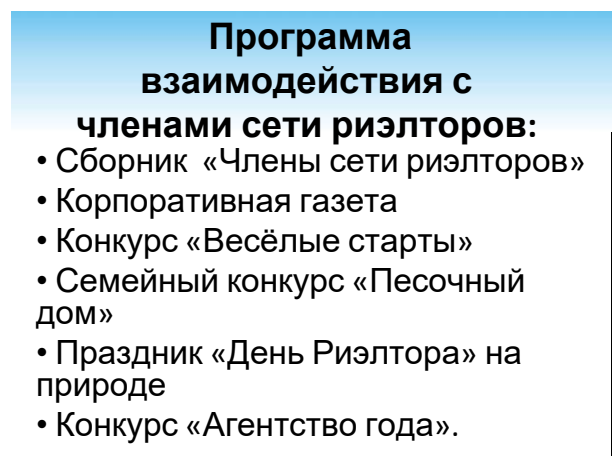 Программа
взаимодействия с
членами сети риэлторов:
• Сборник «Члены сети риэлторов»
• Корпоративная газета
• Конкурс «Весёлые старты»
• Семейный конкурс «Песочный
дом»
• Праздник «День Риэлтора» на
природе
• Конкурс «Агентство года».